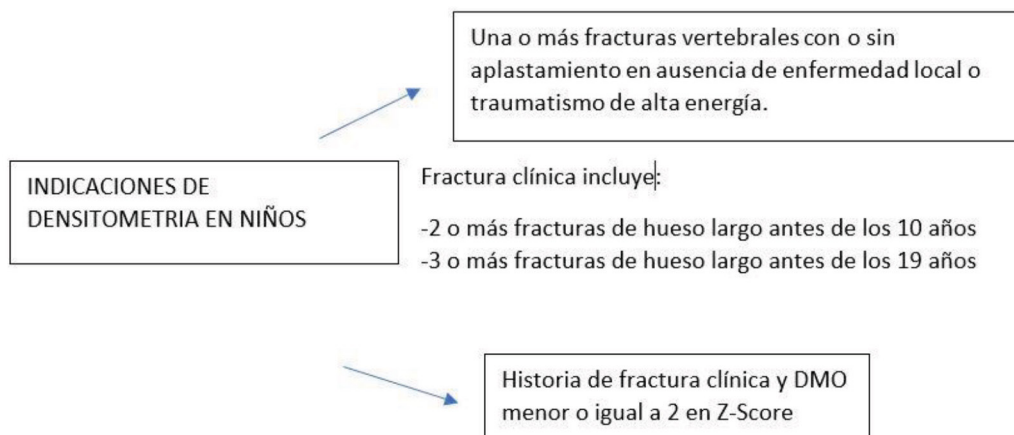 Una o más fracturas vertebrales con o sin
aplastamiento en ausencia de enfermedad local o
traumatismo de alta energía.
INDICACIONES DE
DENSITOMETRIA EN NIÑOS
Fractura clínica incluye:
-2 o más fracturas de hueso largo antes de los 10 años
-3 o más fracturas de hueso largo antes de los 19 años
Historia de fractura clínica y DMO
menor o igual a 2 en Z-Score